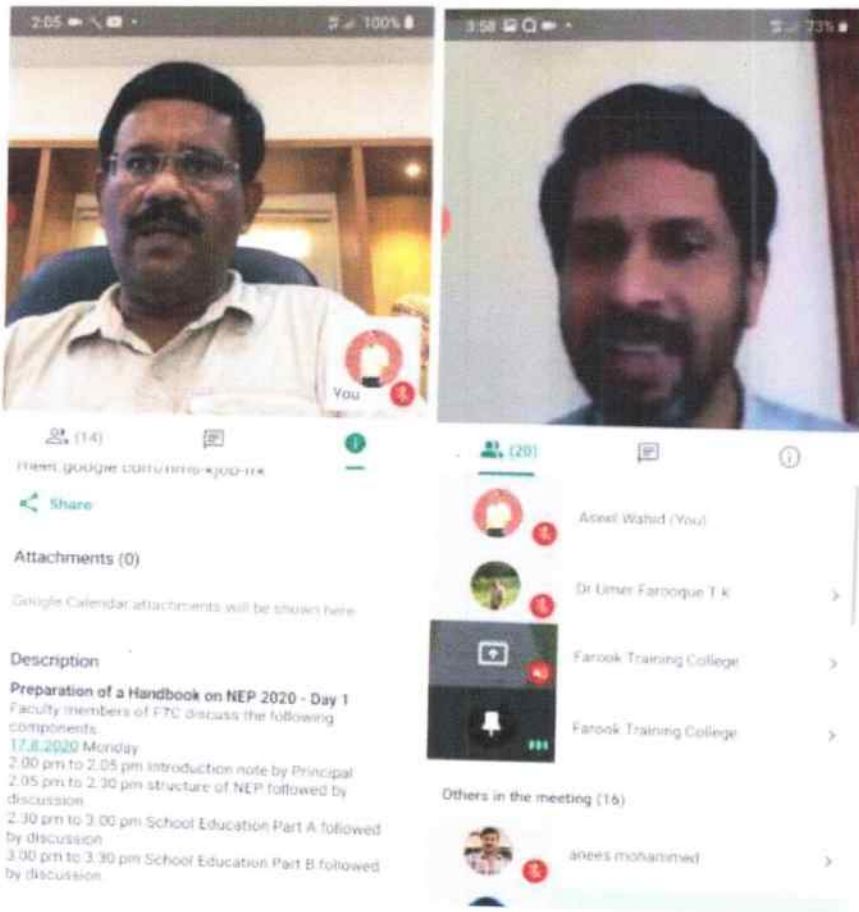 2:05
100%
You
(14)
Share
Attachments (0)
Google Calendar attachments will be shown here
Description
Preparation of a Handbook on NEP 2020 - Day 1
Faculty members of FTC discuss the following
components
17.8.2020 Monday
2.00 pm to 2.05 pm Introduction note by Principal
2.05 pm to 2.30 pm structure of NEP followed by
discussion
2.30 pm to 3.00 pm School Education Part A followed
by discussion
3.00 pm to 3.30 pm School Education Part B followed
by discussion
3:58
73%
(20)
Aseel Wahid (You)
Dr Umer Farooque T K
Farook Training College
Farook Training College
Others in the meeting (16)
anees mohammed